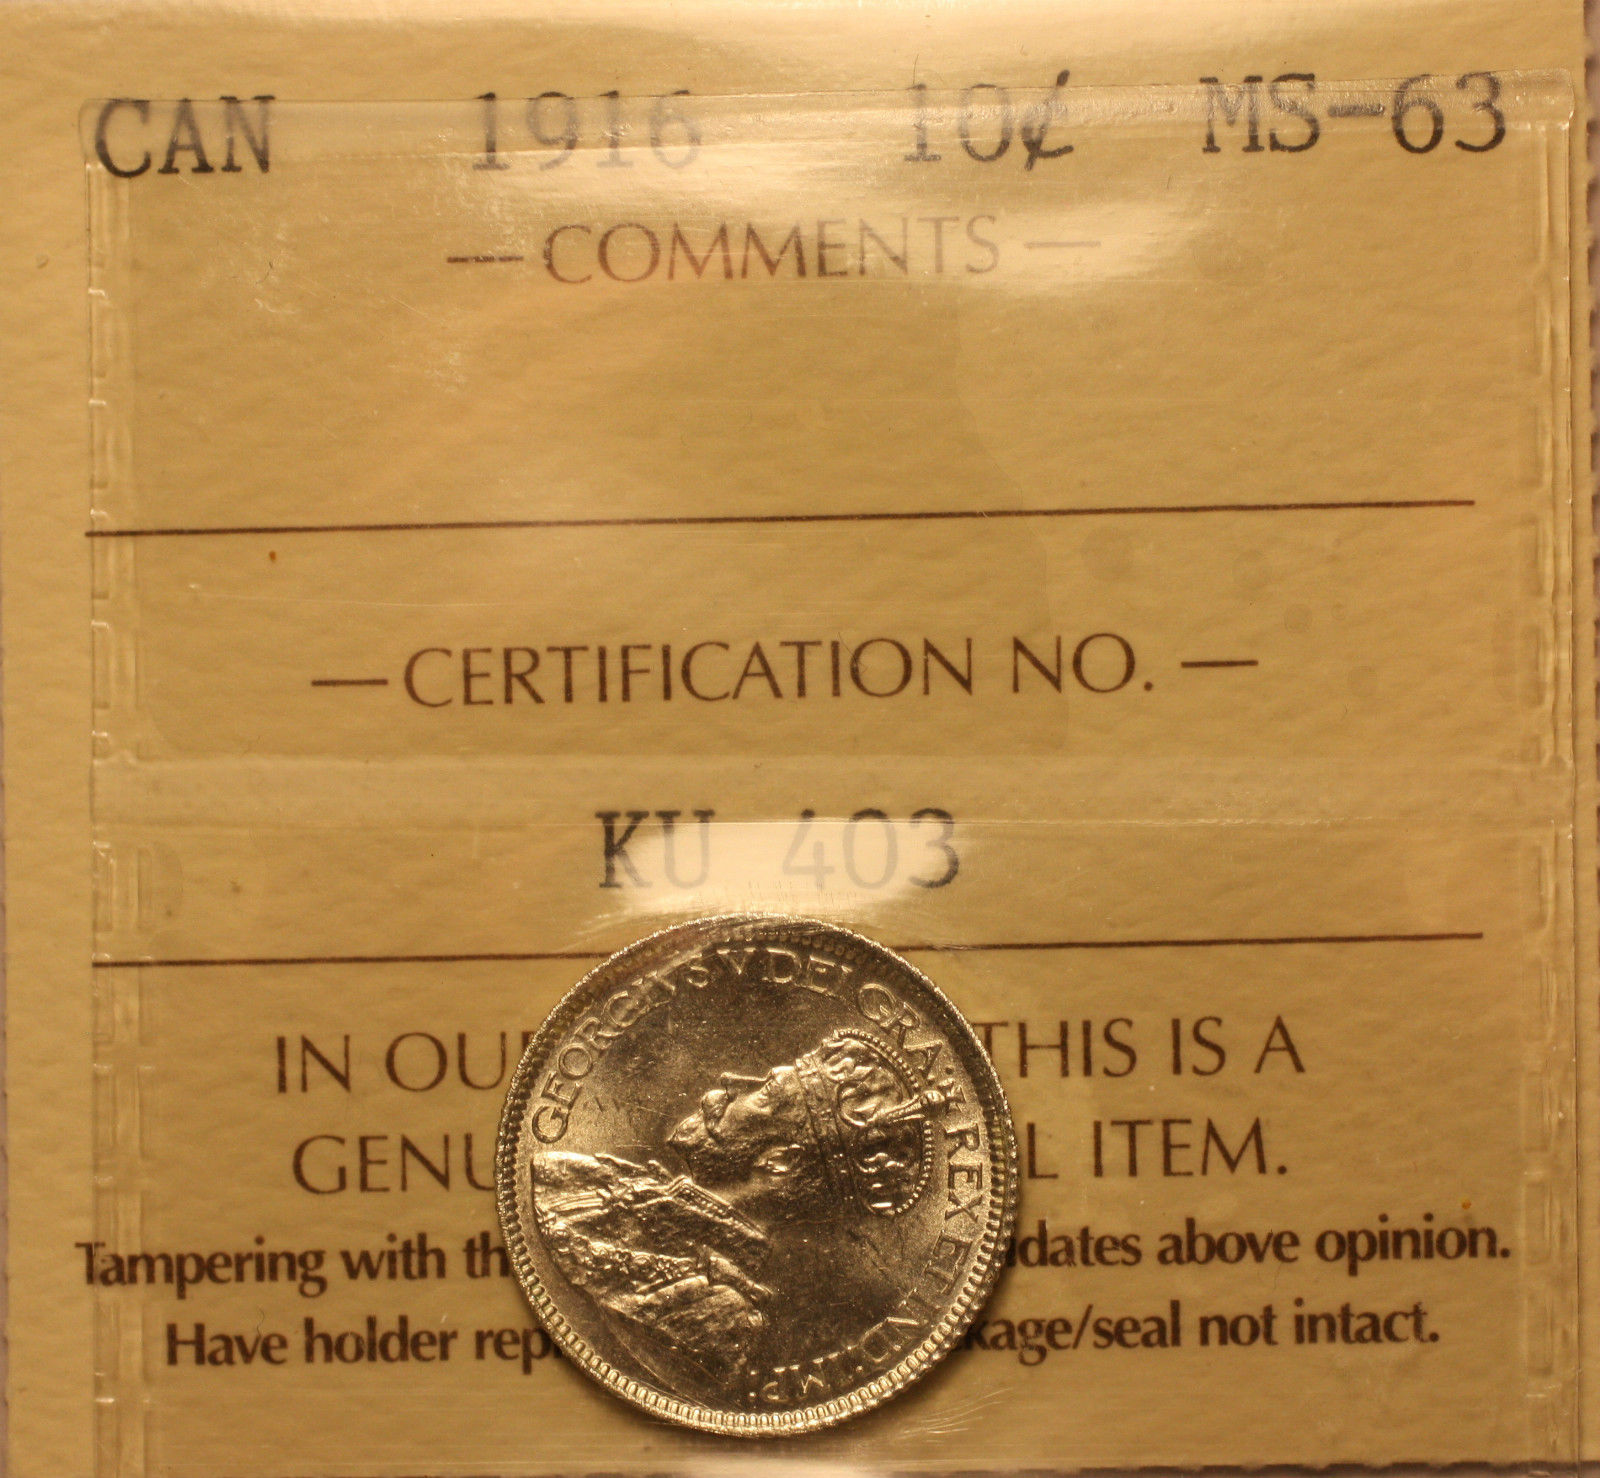 CAN 1916 10¢ MS-63
— COMMENTS —
— CERTIFICATION NO. —
KU 403
IN OU THIS IS A
GENU L ITEM.
Tampering with th idates above opinion.
Have holder rep kage/seal not intact.
GEORGIVS V DEI GRA: REX ET IND: IMP: